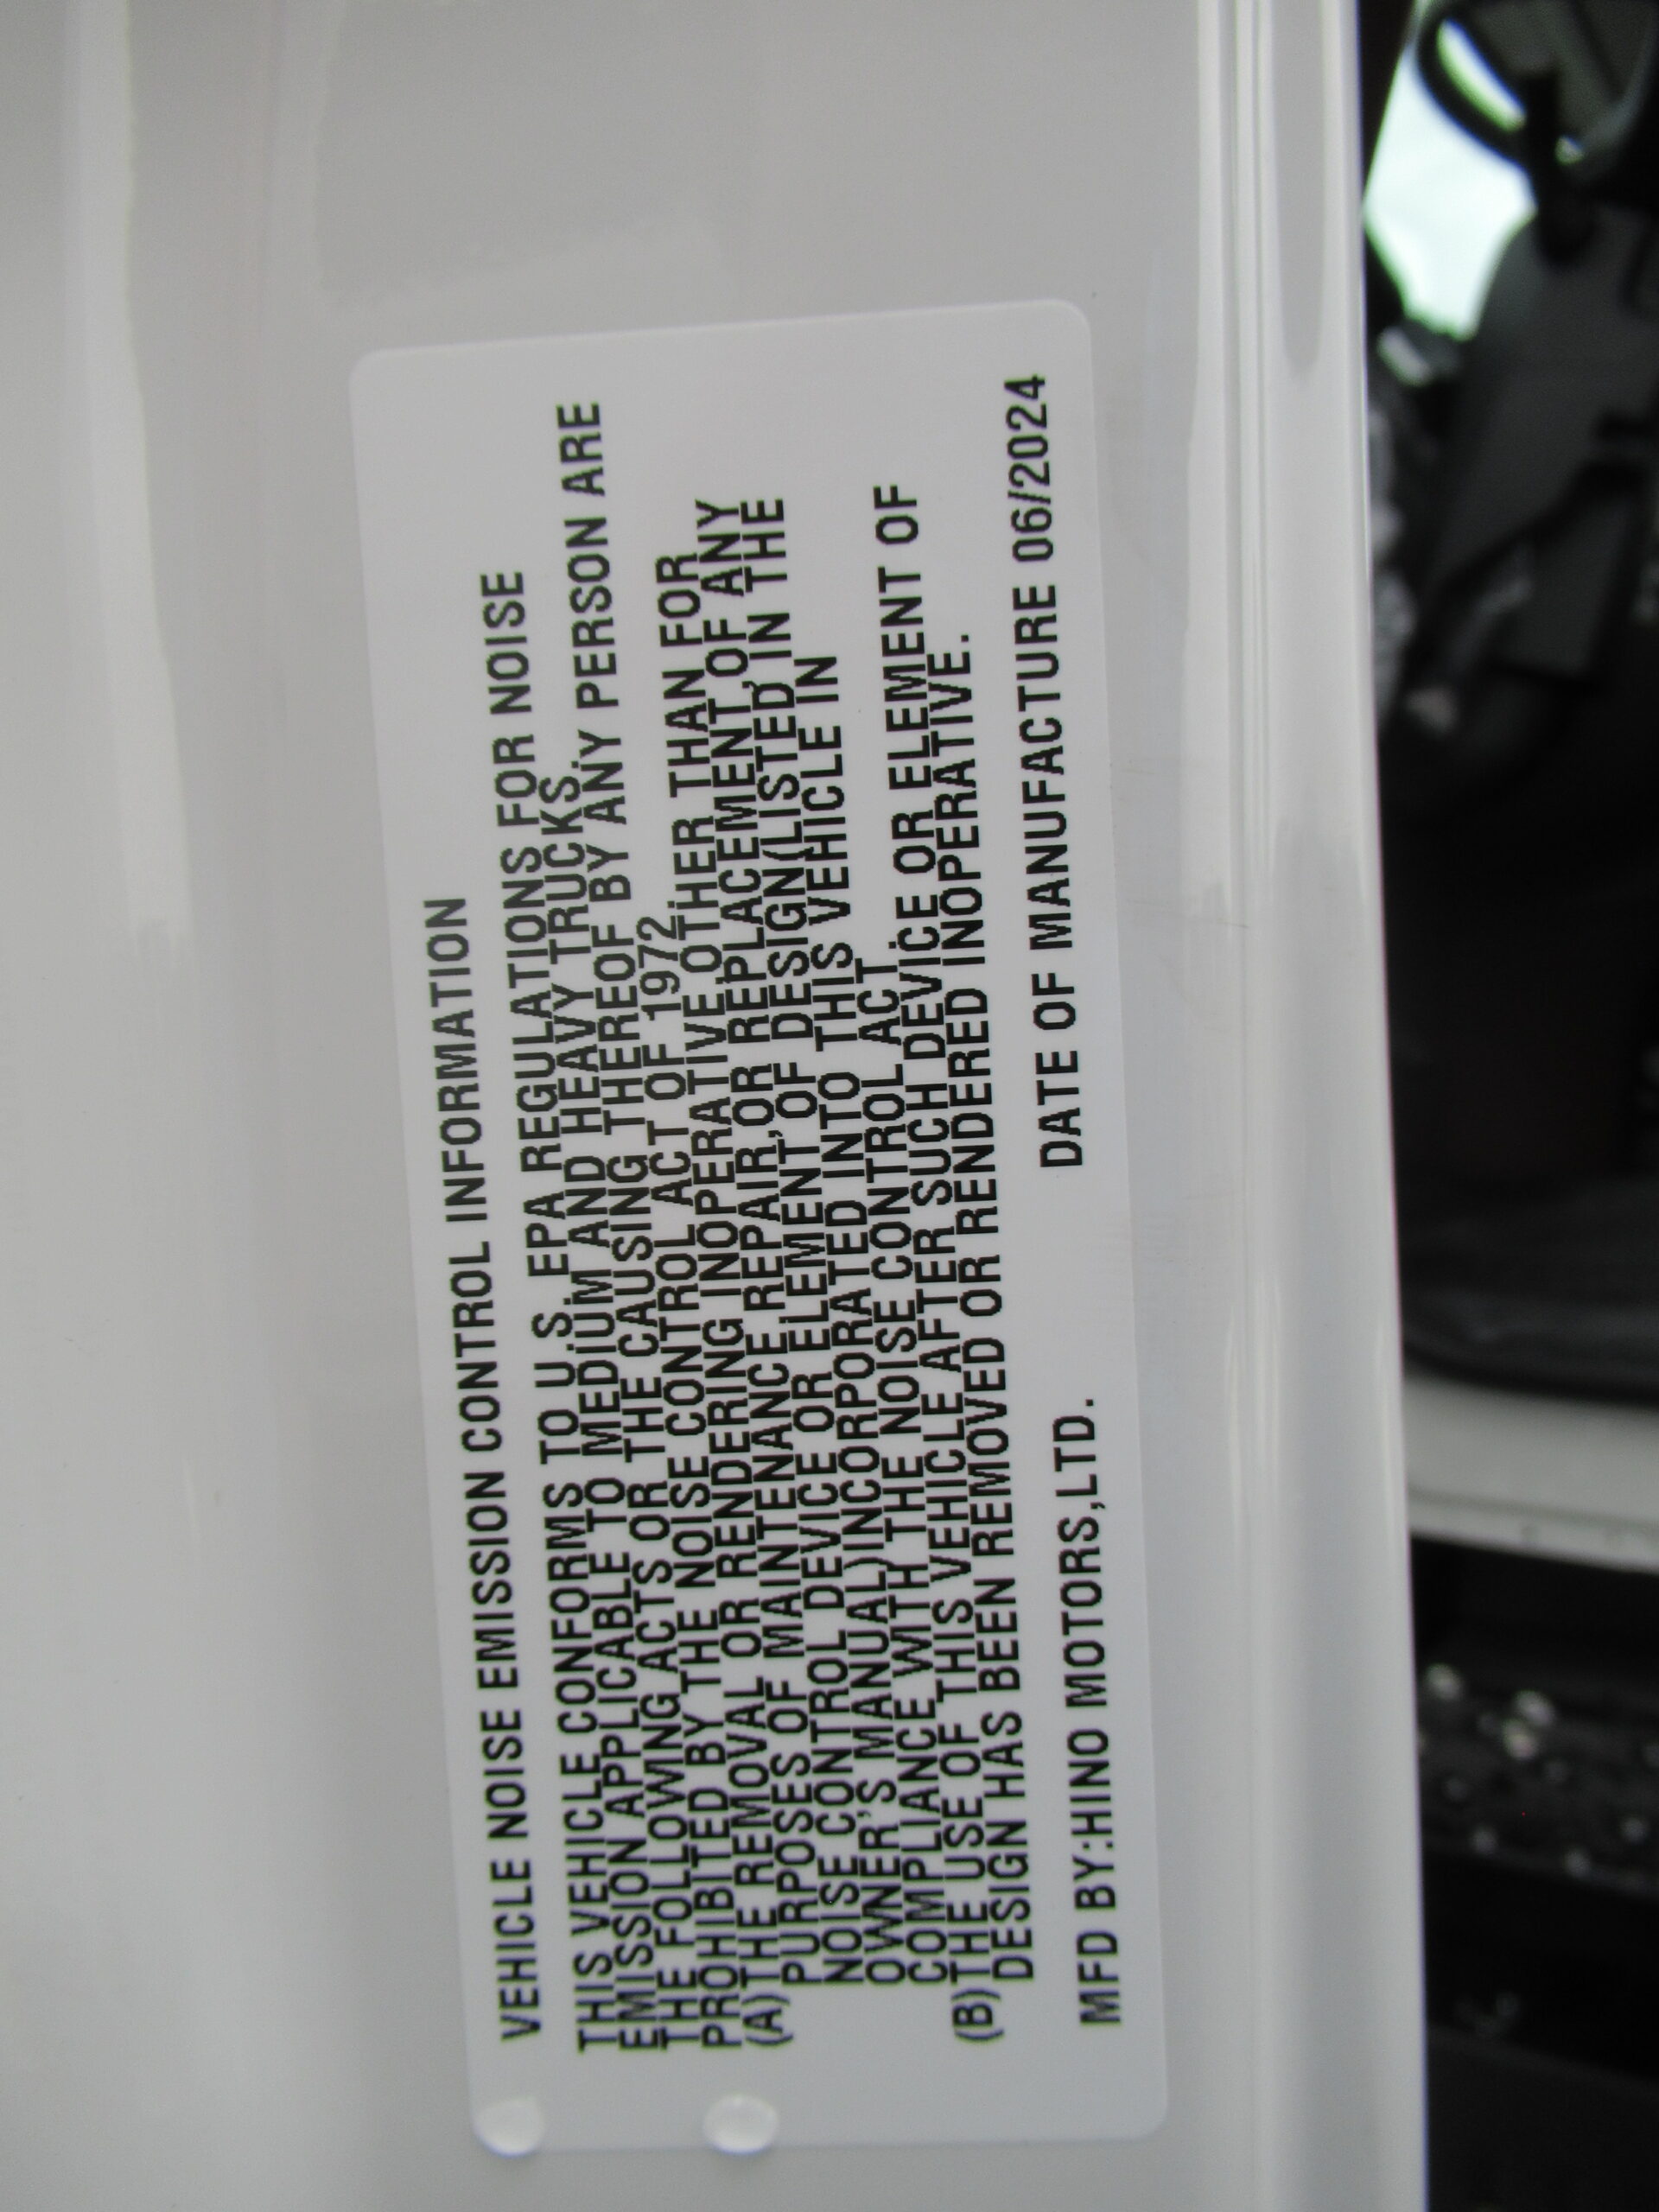 VEHICLE NOISE EMISSION CONTROL INFORMATION
THIS VEHICLE CONFORMS TO U.S. EPA REGULATIONS FOR NOISE
EMISSION APPLICABLE TO MEDIUM AND HEAVY TRUCKS.
THE FOLLOWING ACTS OR THE CAUSING THEREOF BY ANY PERSON ARE
PROHIBITED BY THE NOISE CONTROL ACT OF 1972.
(A)THE REMOVAL OR RENDERING INOPERATIVE,OTHER THAN FOR
PURPOSES OF MAINTENANCE REPAIR,OR REPLACEMENT,OF ANY
NOISE CONTROL DEVICE OR ELEMENT OF DESIGN(LISTED IN THE
OWNER'S MANUAL)INCORPORATED INTO THIS VEHICLE IN
COMPLIANCE WITH THE NOISE CONTROL ACT.
(B)THE USE OF THIS VEHICLE AFTER SUCH DEVICE OR ELEMENT OF
DESIGN HAS BEEN REMOVED OR RENDERED INOPERATIVE.
MFD BY:HINO MOTORS,LTD. DATE OF MANUFACTURE 06/2024